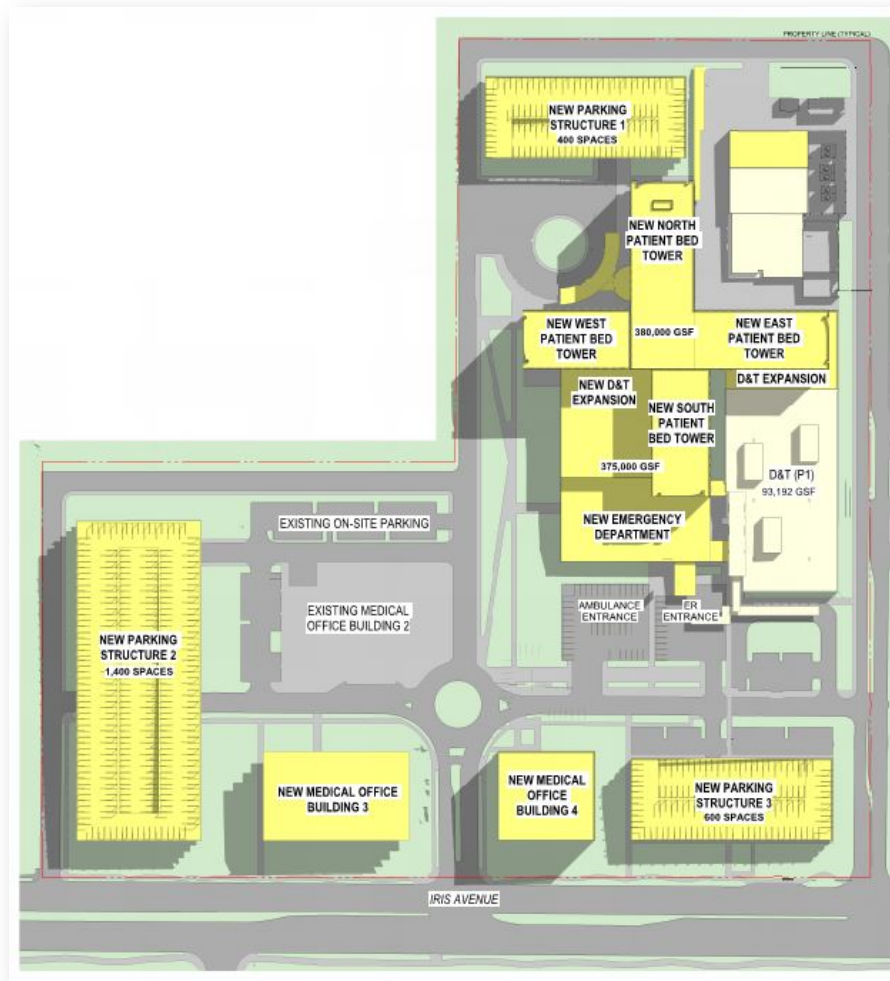 PROPERTY LINE (TYPICAL)
NEW PARKING
STRUCTURE 1
400 SPACES
NEW NORTH
PATIENT BED
TOWER
NEW WEST
PATIENT BED
TOWER
380,000 GSF
NEW EAST
PATIENT BED
TOWER
NEW D&T
EXPANSION
D&T EXPANSION
NEW SOUTH
PATIENT
BED TOWER
375,000 GSF
D&T (P1)
93,192 GSF
NEW EMERGENCY
DEPARTMENT
EXISTING ON-SITE PARKING
EXISTING MEDICAL
OFFICE BUILDING 2
AMBULANCE
ENTRANCE
ER
ENTRANCE
NEW PARKING
STRUCTURE 2
1,400 SPACES
NEW MEDICAL OFFICE
BUILDING 3
NEW MEDICAL
OFFICE
BUILDING 4
NEW PARKING
STRUCTURE 3
600 SPACES
IRIS AVENUE